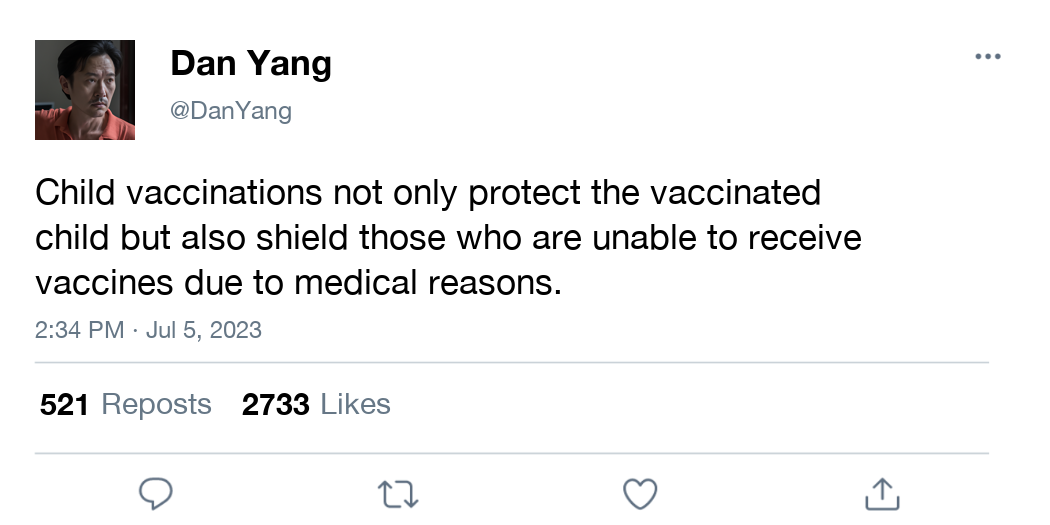 Dan Yang
@DanYang
Child vaccinations not only protect the vaccinated
child but also shield those who are unable to receive
vaccines due to medical reasons.
2:34 PM · Jul 5, 2023
521 Reposts 2733 Likes